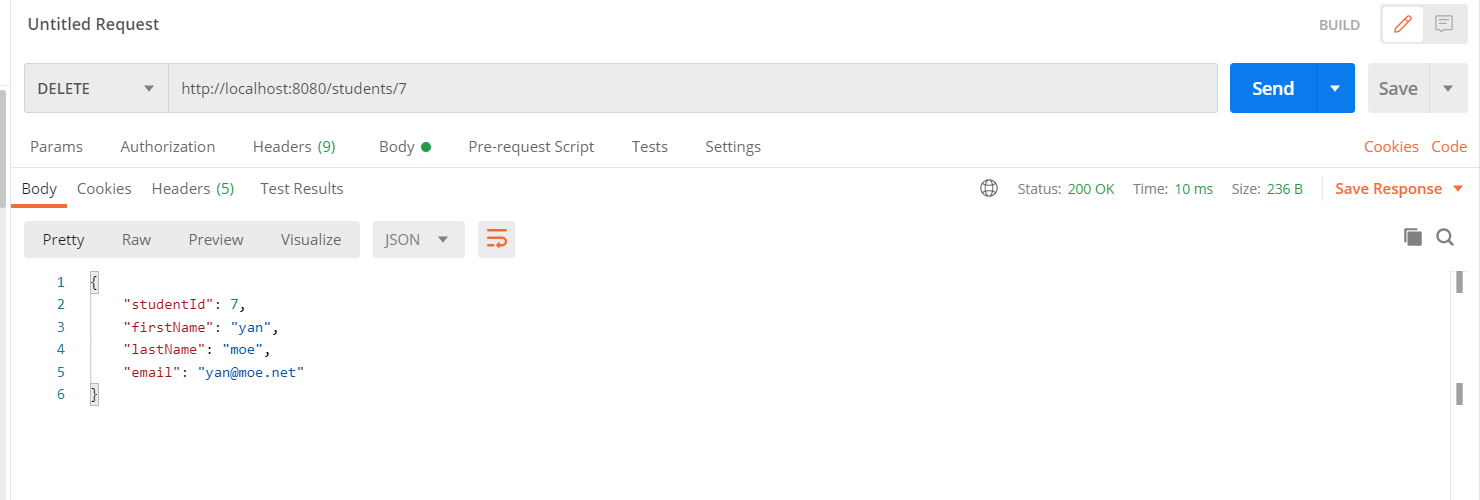 Untitled Request
BUILD
DELETE http://localhost:8080/students/7 Send Save
Params Authorization Headers (9) Body Pre-request Script Tests Settings Cookies Code
Body Cookies Headers (5) Test Results Status: 200 OK Time: 10 ms Size: 236 B Save Response
Pretty Raw Preview Visualize JSON
1 {
2 "studentId": 7,
3 "firstName": "yan",
4 "lastName": "moe",
5 "email": "yan@moe.net"
6 }